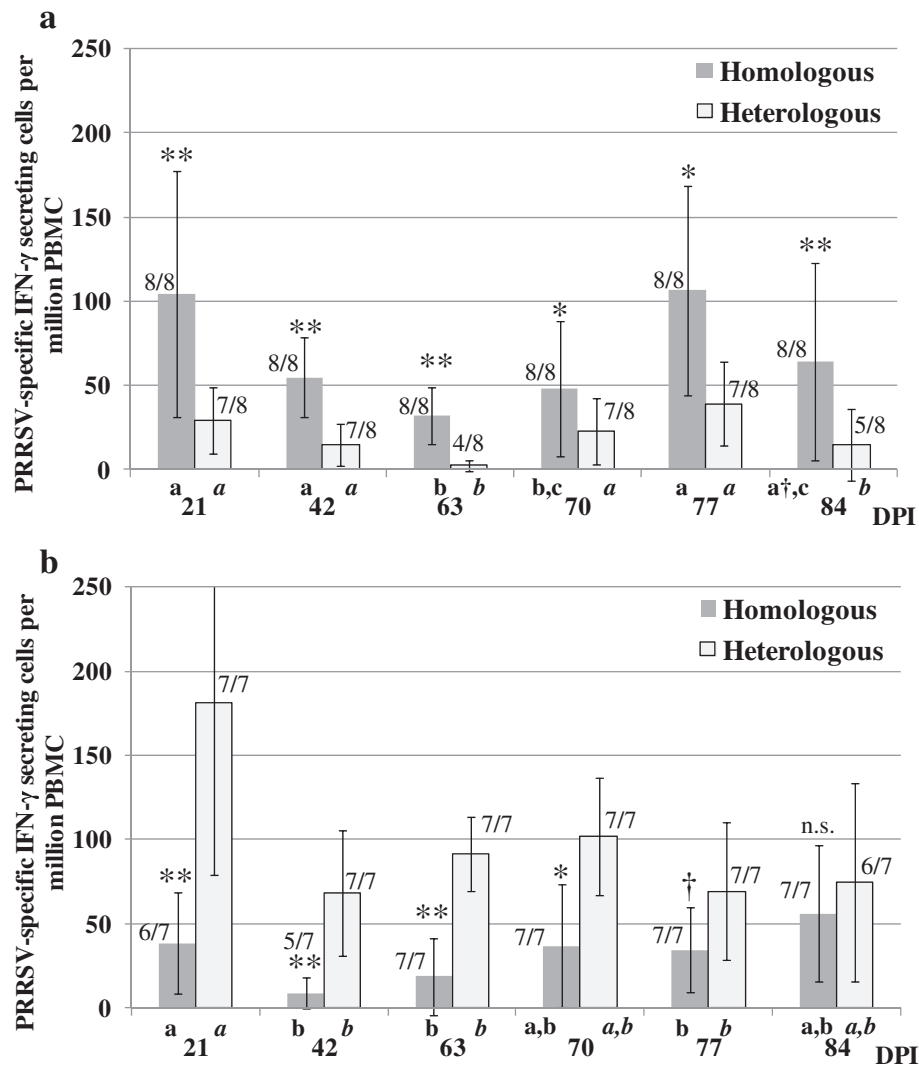 a
PRRSV-specific IFN-γ secreting cells per
million PBMC
250
200
150
100
50
0
Homologous
Heterologous
** ** ** * * **
8/8 7/8 8/8 7/8 8/8 4/8 8/8 7/8 8/8 7/8 8/8 5/8
a a a a b b b,c a a a a†,c b
21 42 63 70 77 84 DPI
b
PRRSV-specific IFN-γ secreting cells per
million PBMC
250
200
150
100
50
0
Homologous
Heterologous
** ** ** * † n.s.
6/7 7/7 5/7 7/7 7/7 7/7 7/7 7/7 7/7 7/7 7/7 6/7
a a b b b b a,b a,b b b a,b a,b
21 42 63 70 77 84 DPI